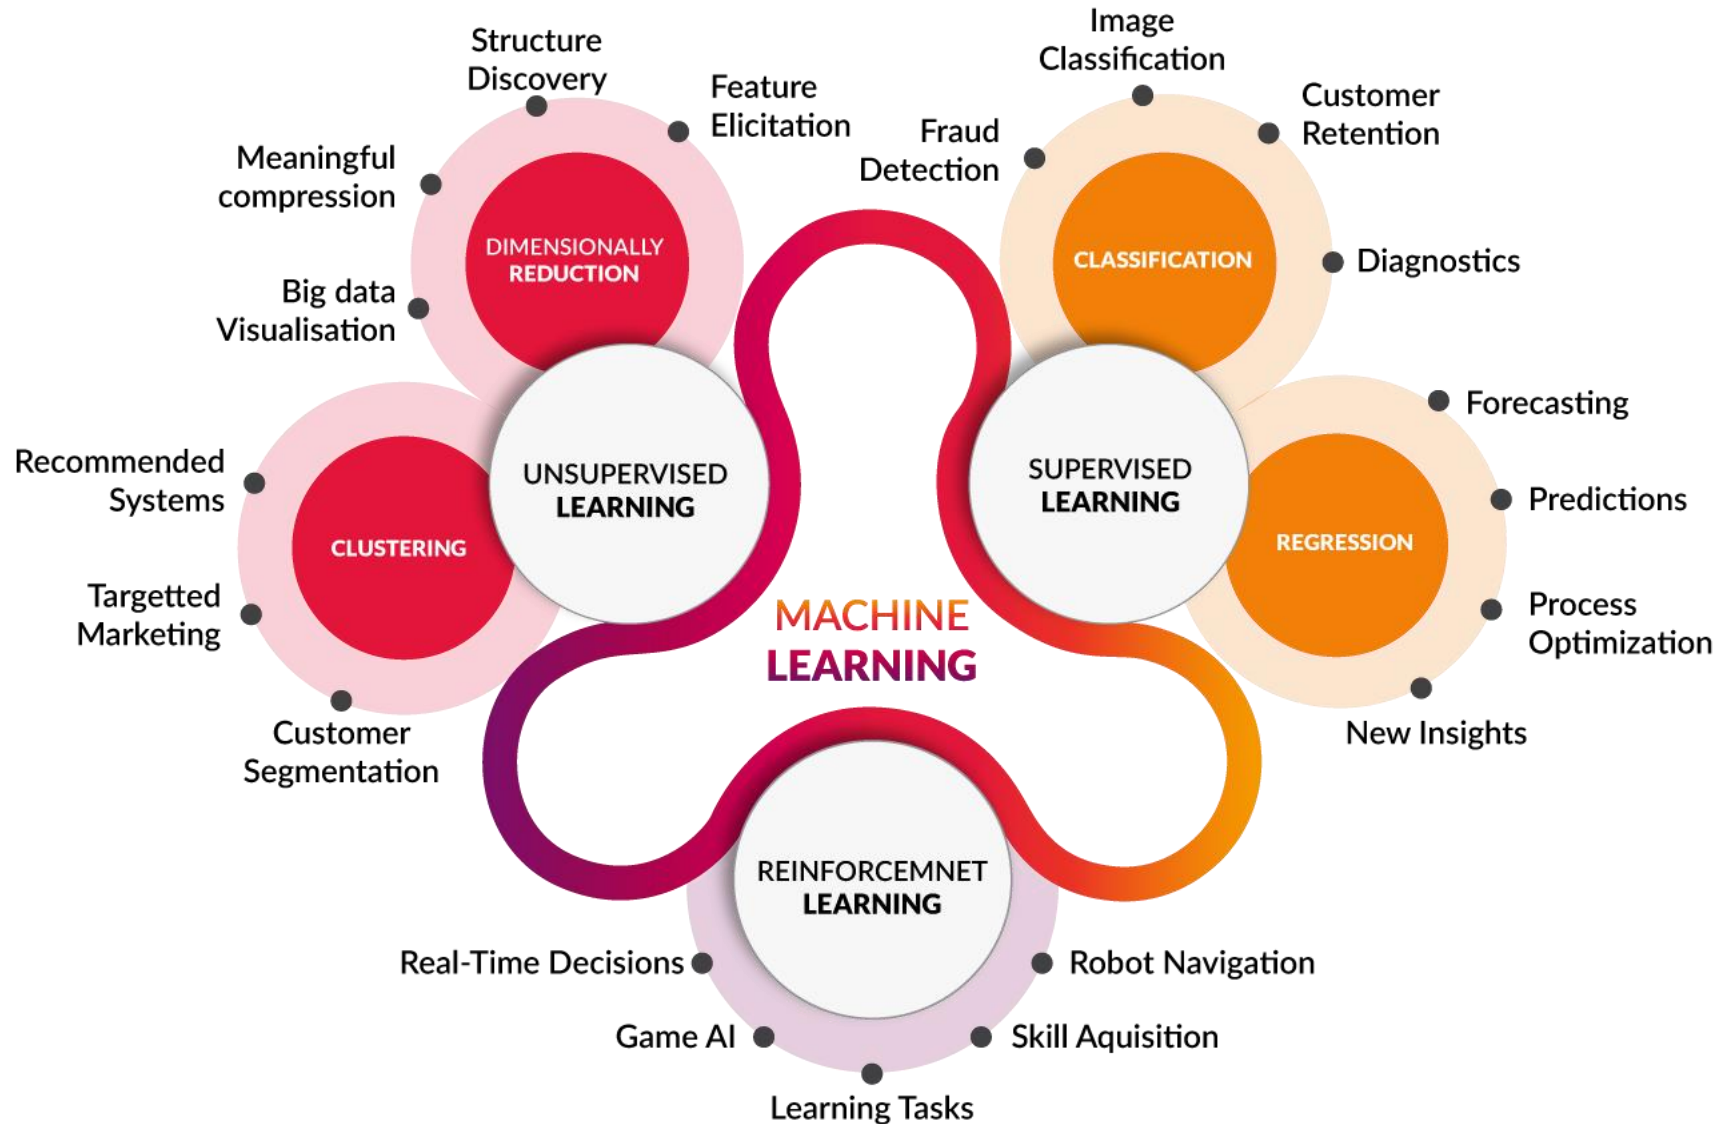 Structure
Discovery
Feature
Elicitation
Meaningful
compression
Big data
Visualisation
DIMENSIONALLY
REDUCTION
Recommended
Systems
Targetted
Marketing
Customer
Segmentation
CLUSTERING
UNSUPERVISED
LEARNING
Image
Classification
Fraud
Detection
Customer
Retention
Diagnostics
CLASSIFICATION
SUPERVISED
LEARNING
Forecasting
Predictions
Process
Optimization
New Insights
REGRESSION
MACHINE
LEARNING
REINFORCEMNET
LEARNING
Real-Time Decisions
Robot Navigation
Game AI
Skill Aquisition
Learning Tasks